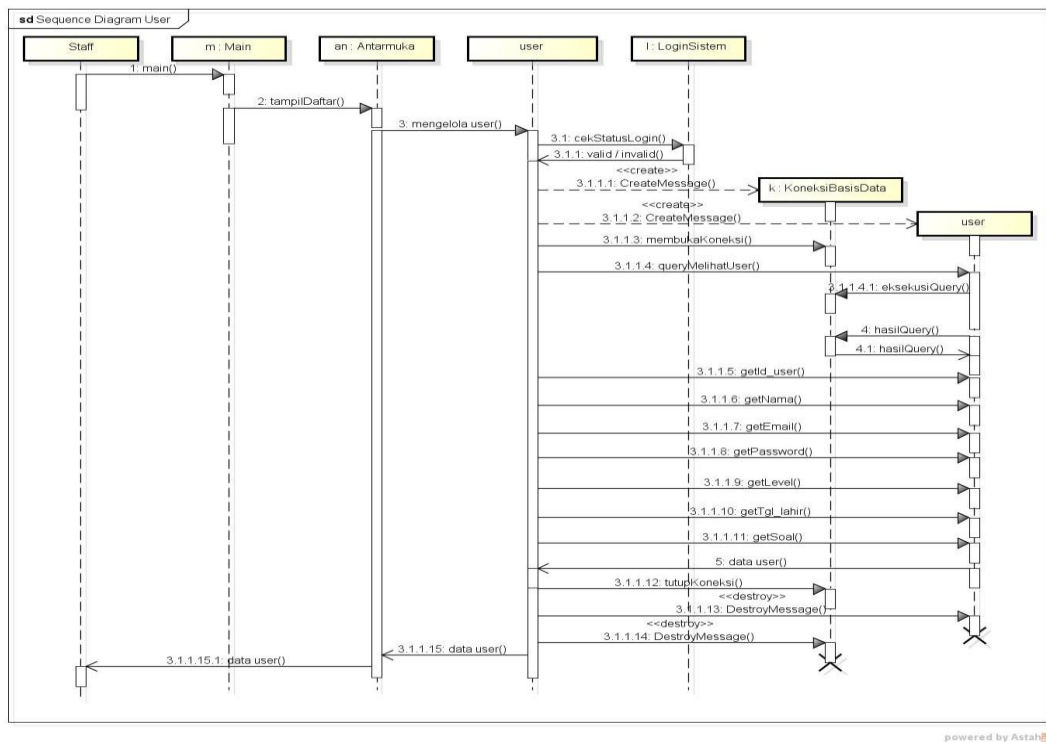 sd Sequence Diagram User
Staff
m : Main
an : Antarmuka
user
l : LoginSistem
1: main()
2: tampilDaftar()
3: mengelola user()
3.1: cekStatusLogin()
3.1.1: valid / invalid()
<<create>>
3.1.1.1: CreateMessage()
k : KoneksiBasisData
<<create>>
3.1.1.2: CreateMessage()
user
3.1.1.3: membukaKoneksi()
3.1.1.4: queryMelihatUser()
3.1.1.4.1: eksekusiQuery()
4: hasilQuery()
4.1: hasilQuery()
3.1.1.5: getId_user()
3.1.1.6: getNama()
3.1.1.7: getEmail()
3.1.1.8: getPassword()
3.1.1.9: getLevel()
3.1.1.10: getTgl_lahir()
3.1.1.11: getSoal()
5: data user()
3.1.1.12: tutupKoneksi()
<<destroy>>
3.1.1.13: DestroyMessage()
<<destroy>>
3.1.1.14: DestroyMessage()
3.1.1.15: data user()
3.1.1.15.1: data user()
powered by Astah